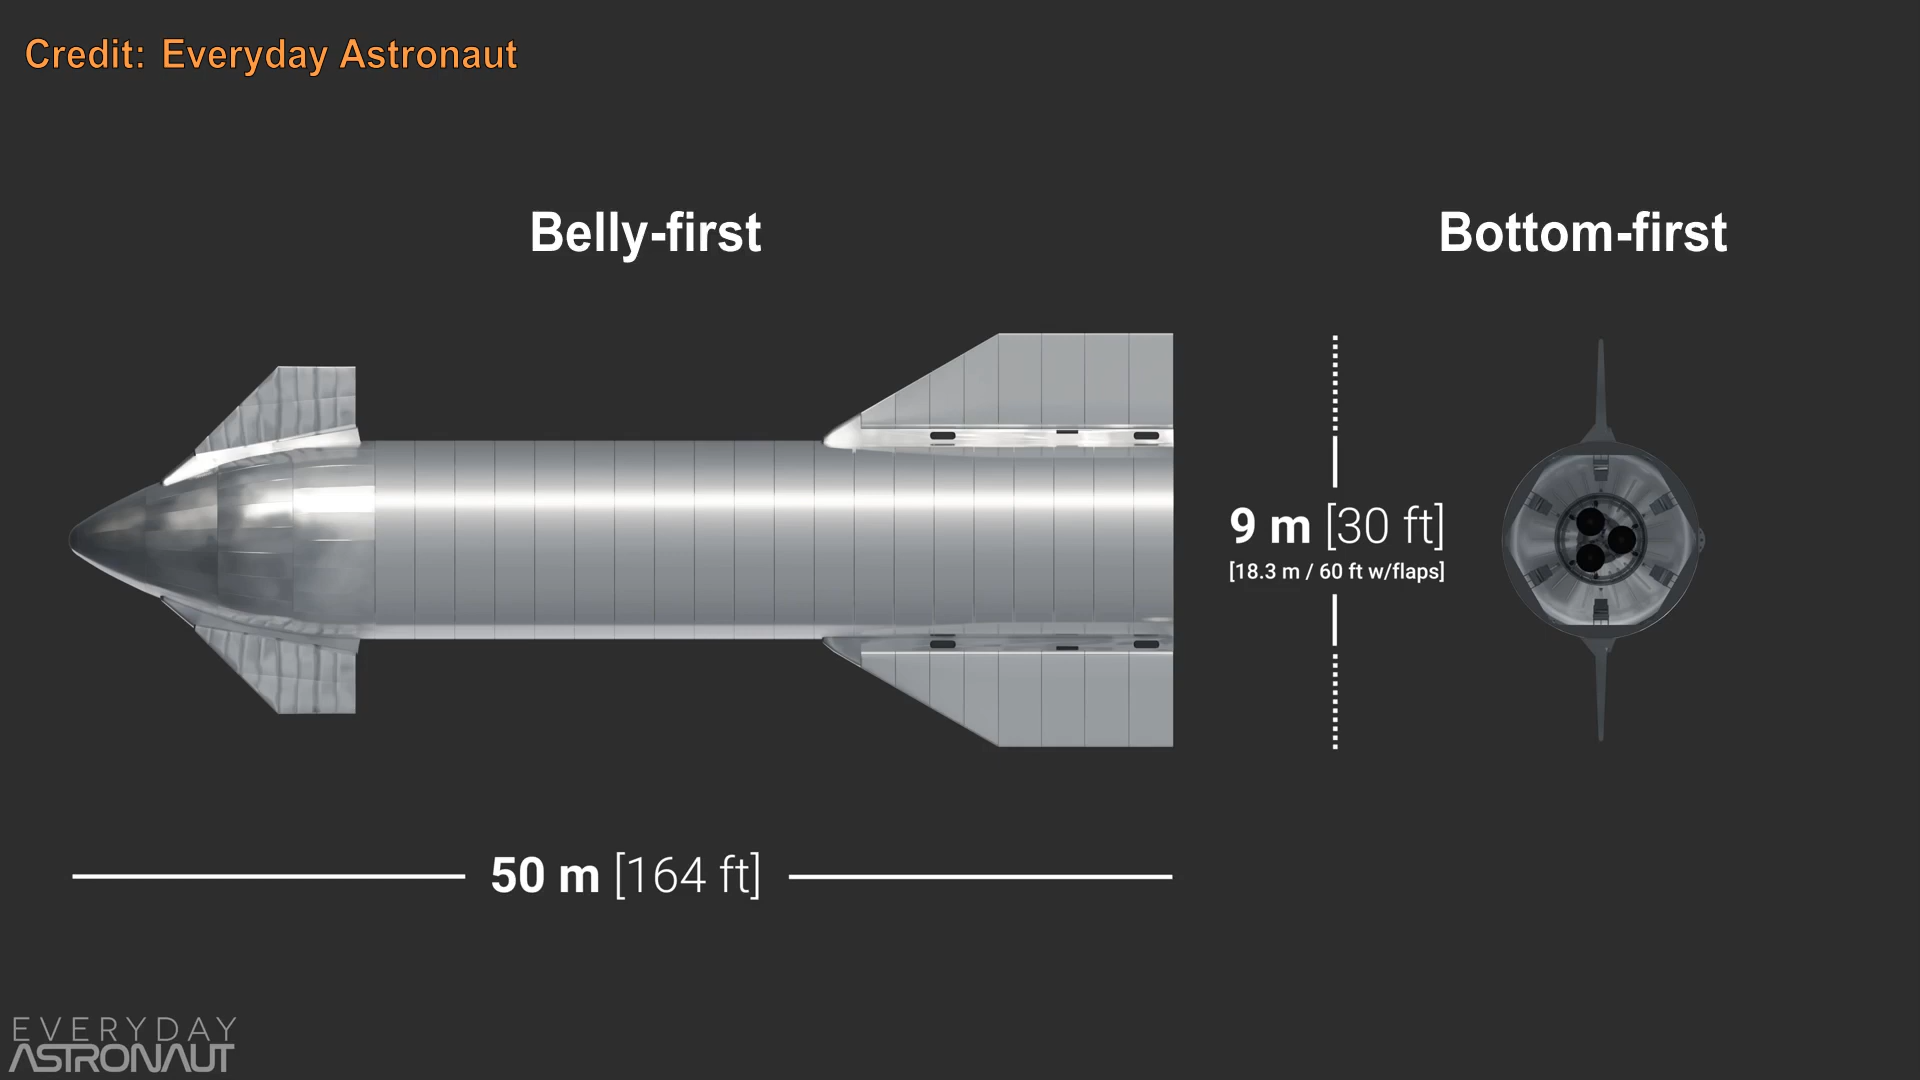 Credit: Everyday Astronaut
Belly-first
Bottom-first
9 m [30 ft]
[18.3 m / 60 ft w/flaps]
50 m [164 ft]
EVERYDAY
ASTRONAUT